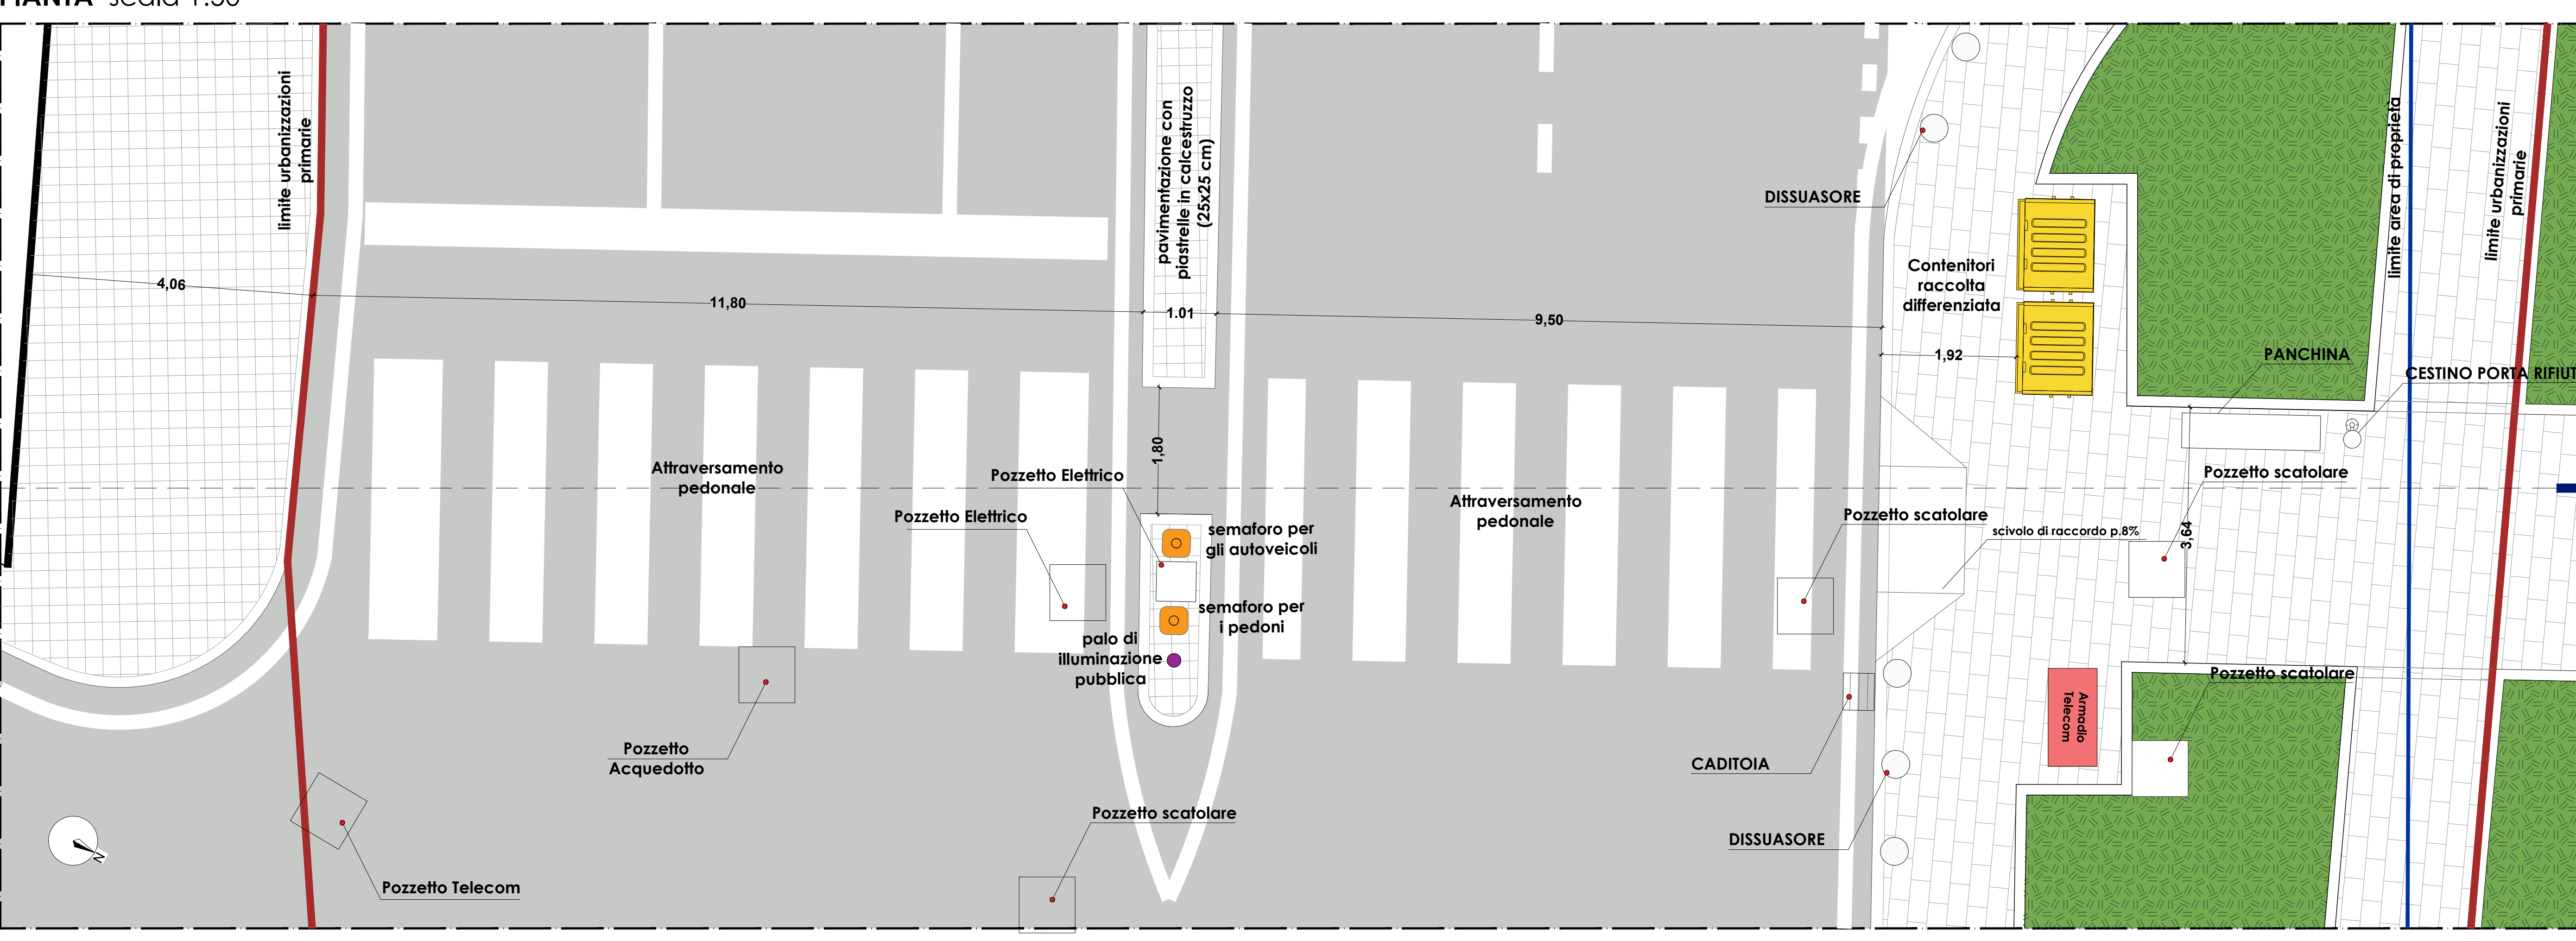 PIANTA scala 1:50
limite urbanizzazioni
primarie
pavimentazione con
piastrelle in calcestruzzo
(25x25 cm)
4,06
11,80
1.01
9,50
1,92
DISSUASORE
Contenitori
raccolta
differenziata
limite area di proprietà
limite urbanizzazioni
primarie
PANCHINA
CESTINO PORTA RIFIUT
1,80
Attraversamento
pedonale
Pozzetto Elettrico
Pozzetto Elettrico
semaforo per
gli autoveicoli
Attraversamento
pedonale
Pozzetto scatolare
scivolo di raccordo p.8%
Pozzetto scatolare
3,64
semaforo per
i pedoni
palo di
illuminazione
pubblica
Pozzetto scatolare
Armadio
Telecom
Pozzetto
Acquedotto
CADITOIA
Pozzetto scatolare
DISSUASORE
N
Pozzetto Telecom